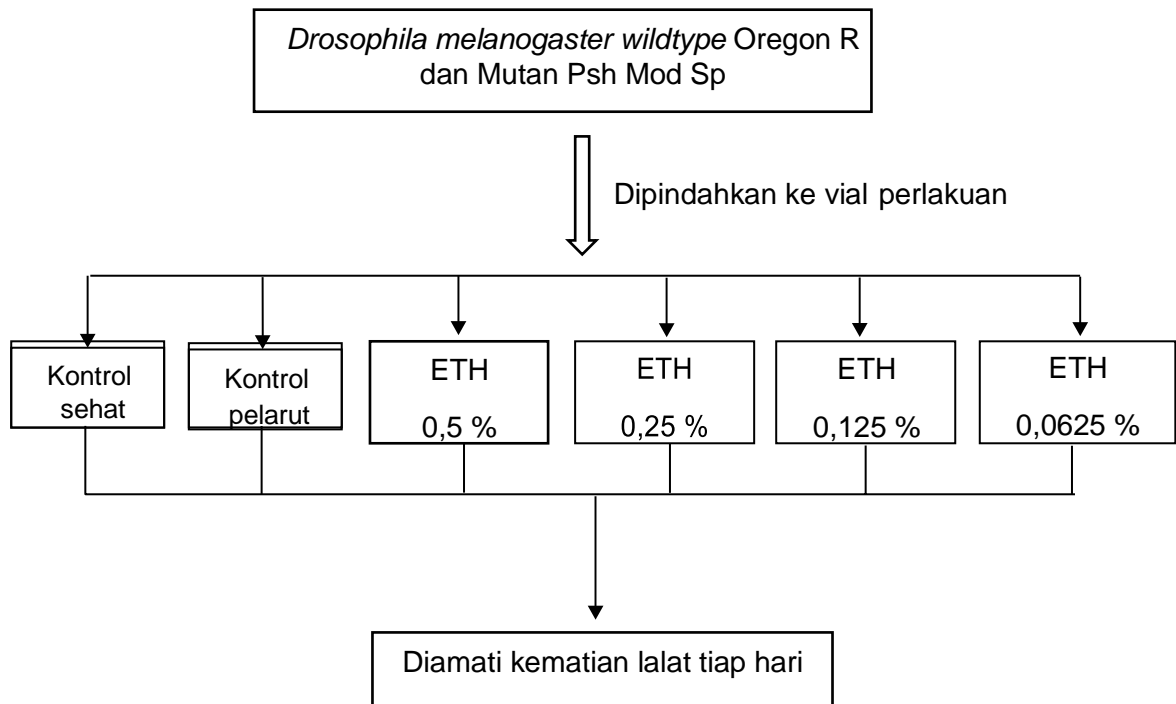 Drosophila melanogaster wildtype Oregon R
dan Mutan Psh Mod Sp
Dipindahkan ke vial perlakuan
Kontrol
sehat
Kontrol
pelarut
ETH
0,5 %
ETH
0,25 %
ETH
0,125 %
ETH
0,0625 %
Diamati kematian lalat tiap hari